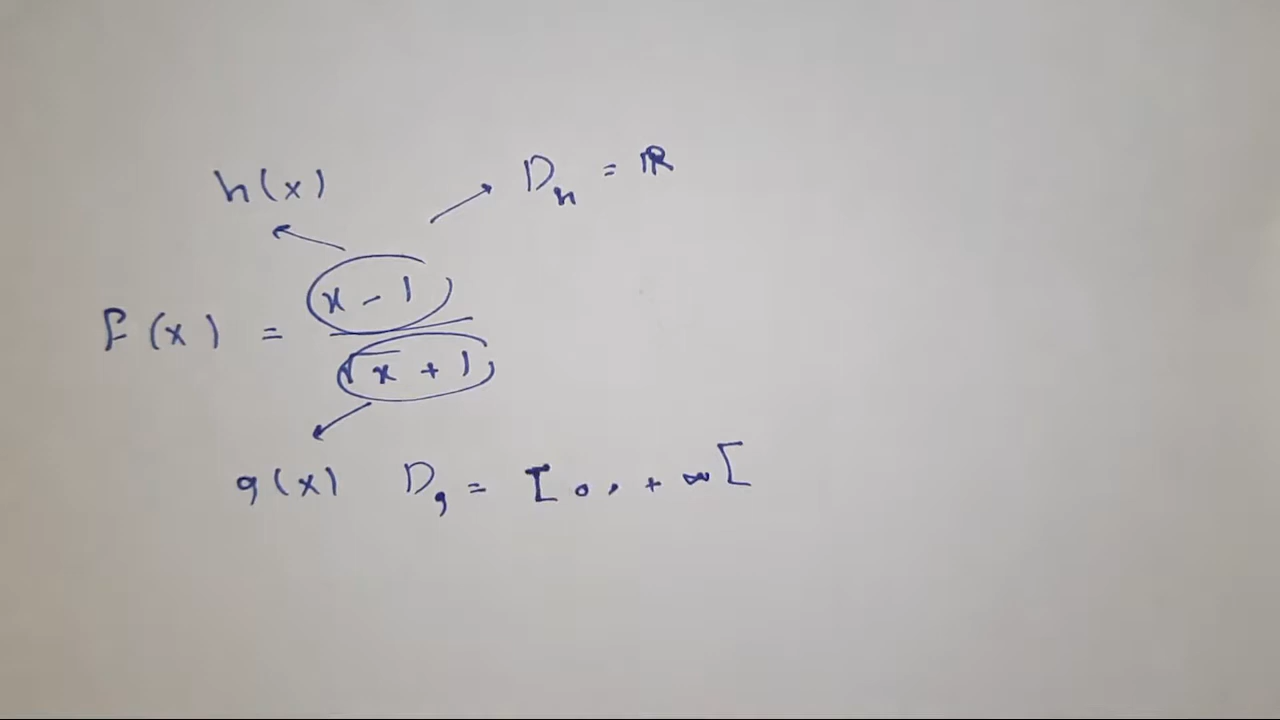 h(x) D_h = ℝ
F(x) = (x - 1)/(√x + 1)
g(x) D_g = [0, +∞[